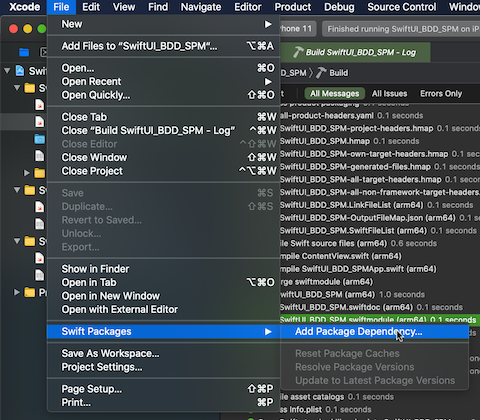 Xcode File Edit View Find Navigate Editor Product Debug Source Control Window
New
Add Files to “SwiftUI_BDD_SPM”... ⌥⌘A
Open... ⌘O
Open Recent
Open Quickly... ⇧⌘O
Close Tab ⌘W
Close “Build SwiftUI_BDD_SPM – Log” ^⌘W
Close Editor ^⇧⌘W
Close Window ⇧⌘W
Close Project ^⌥⌘W
Save ⌘S
Duplicate... ⇧⌘S
Revert to Saved...
Unlock...
Export...
Show in Finder
Open in Tab ⌥⌘O
Open in New Window
Open with External Editor
Swift Packages
Save As Workspace...
Project Settings...
Page Setup... ⇧⌘P
Print... ⌘P
Add Package Dependency...
Reset Package Caches
Resolve Package Versions
Update to Latest Package Versions
iPhone 11 Finished running SwiftUI_BDD_SPM on iP
Build SwiftUI_BDD_SPM - Log
_SPM) Build
All Messages All Issues Errors Only
all-product-headers.yaml 0.1 seconds
SwiftUI_BDD_SPM-project-headers.hmap 0.1 seconds
SwiftUI_BDD_SPM.hmap 0.1 seconds
SwiftUI_BDD_SPM-own-target-headers.hmap 0.1 seconds
SwiftUI_BDD_SPM-generated-files.hmap 0.1 seconds
SwiftUI_BDD_SPM-all-target-headers.hmap 0.1 seconds
SwiftUI_BDD_SPM-all-non-framework-target-headers
SwiftUI_BDD_SPM.LinkFileList (arm64) 0.1 seconds
SwiftUI_BDD_SPM-OutputFileMap.json (arm64) 0.1
SwiftUI_BDD_SPM.SwiftFileList (arm64) 0.1 seconds
ile Swift source files (arm64) 0.6 seconds
mpile ContentView.swift (arm64)
mpile SwiftUI_BDD_SPMApp.swift (arm64)
rge swiftmodule (arm64)
wiftUI_BDD_SPM (arm64) 1.0 seconds
wiftUI_BDD_SPM.swiftdoc (arm64) 0.1 seconds
SwiftUI_BDD_SPM.swiftmodule (arm64) 0.1 seconds
ile asset catalogs 0.1 seconds
ss Info.plist 0.1 seconds